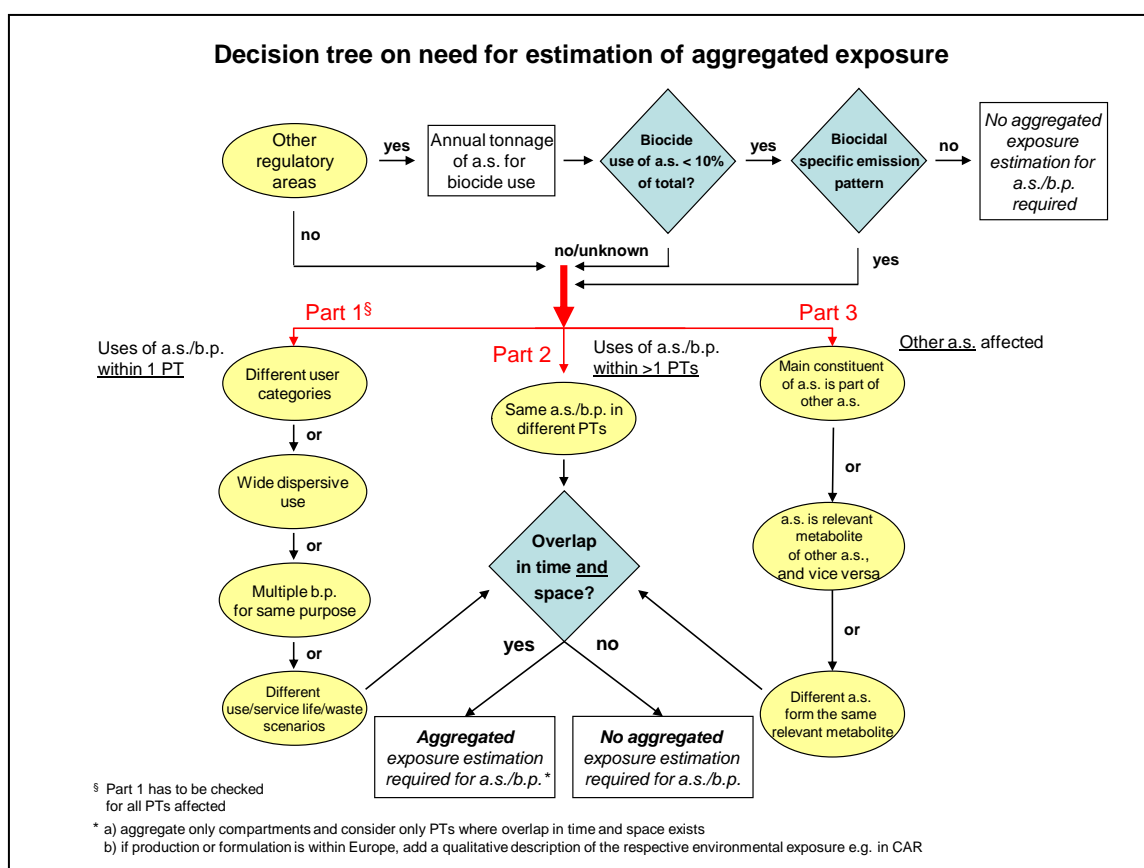 Decision tree on need for estimation of aggregated exposure
Other
regulatory
areas
yes
Annual tonnage
of a.s. for
biocide use
Biocide
use of a.s. < 10%
of total?
yes
Biocidal
specific emission
pattern
no
No aggregated
exposure
estimation for
a.s./b.p.
required
no
no/unknown
yes
Part 1§
Part 2
Part 3
Uses of a.s./b.p.
within 1 PT
Different user
categories
or
Wide dispersive
use
or
Multiple b.p.
for same purpose
or
Different
use/service life/waste
scenarios
Uses of a.s./b.p.
within >1 PTs
Same a.s./b.p. in
different PTs
Overlap
in time and
space?
yes
no
Aggregated
exposure estimation
required for a.s./b.p.*
No aggregated
exposure estimation
required for a.s./b.p.
Other a.s. affected
Main constituent
of a.s. is part of
other a.s.
or
a.s. is relevant
metabolite
of other a.s.,
and vice versa
or
Different a.s.
form the same
relevant metabolite
§ Part 1 has to be checked
for all PTs affected
* a) aggregate only compartments and consider only PTs where overlap in time and space exists
b) if production or formulation is within Europe, add a qualitative description of the respective environmental exposure e.g. in CAR